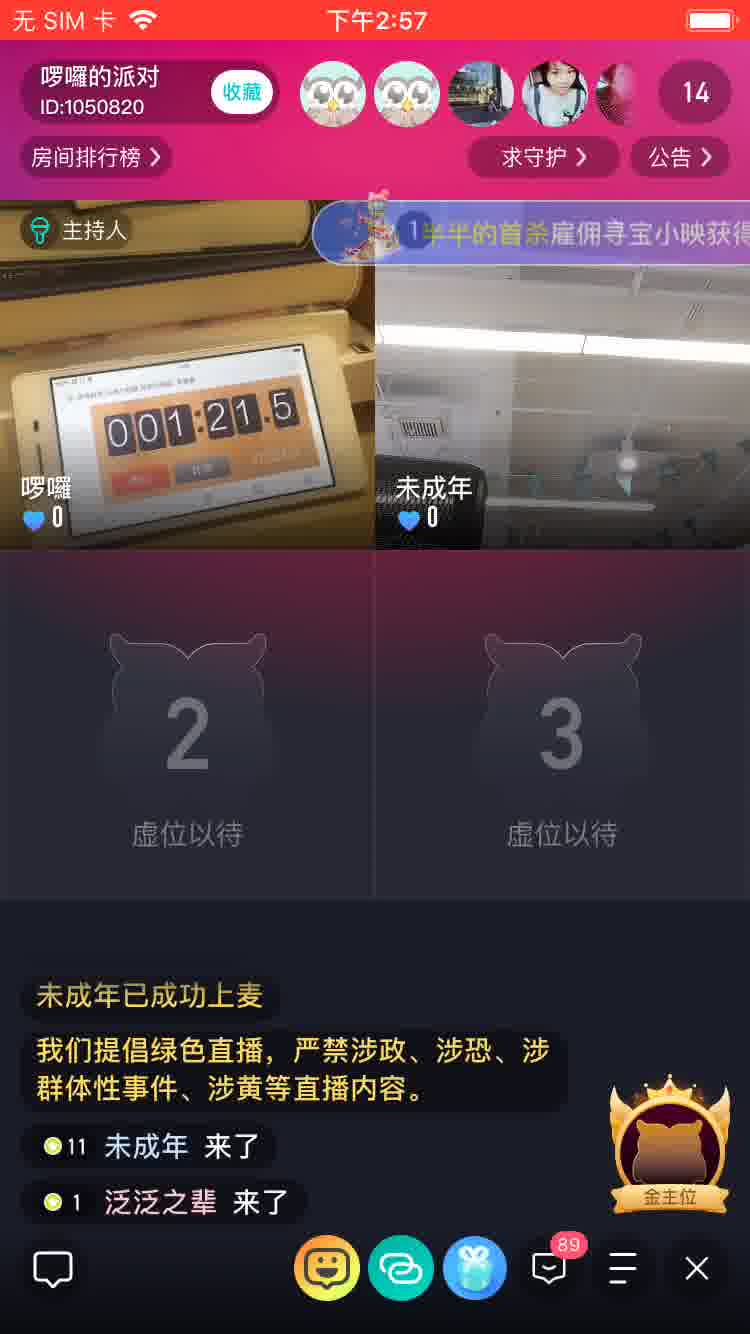 无 SIM 卡
下午2:57
啰囉的派对
ID:1050820
收藏
14
房间排行榜
求守护
公告
主持人
1半半的首杀雇佣寻宝小映获得
001:21.5
啰囉
0
未成年
0
2
虚位以待
3
虚位以待
未成年已成功上麦
我们提倡绿色直播，严禁涉政、涉恐、涉
群体性事件、涉黄等直播内容。
11 未成年 来了
1 泛泛之辈 来了
金主位
89